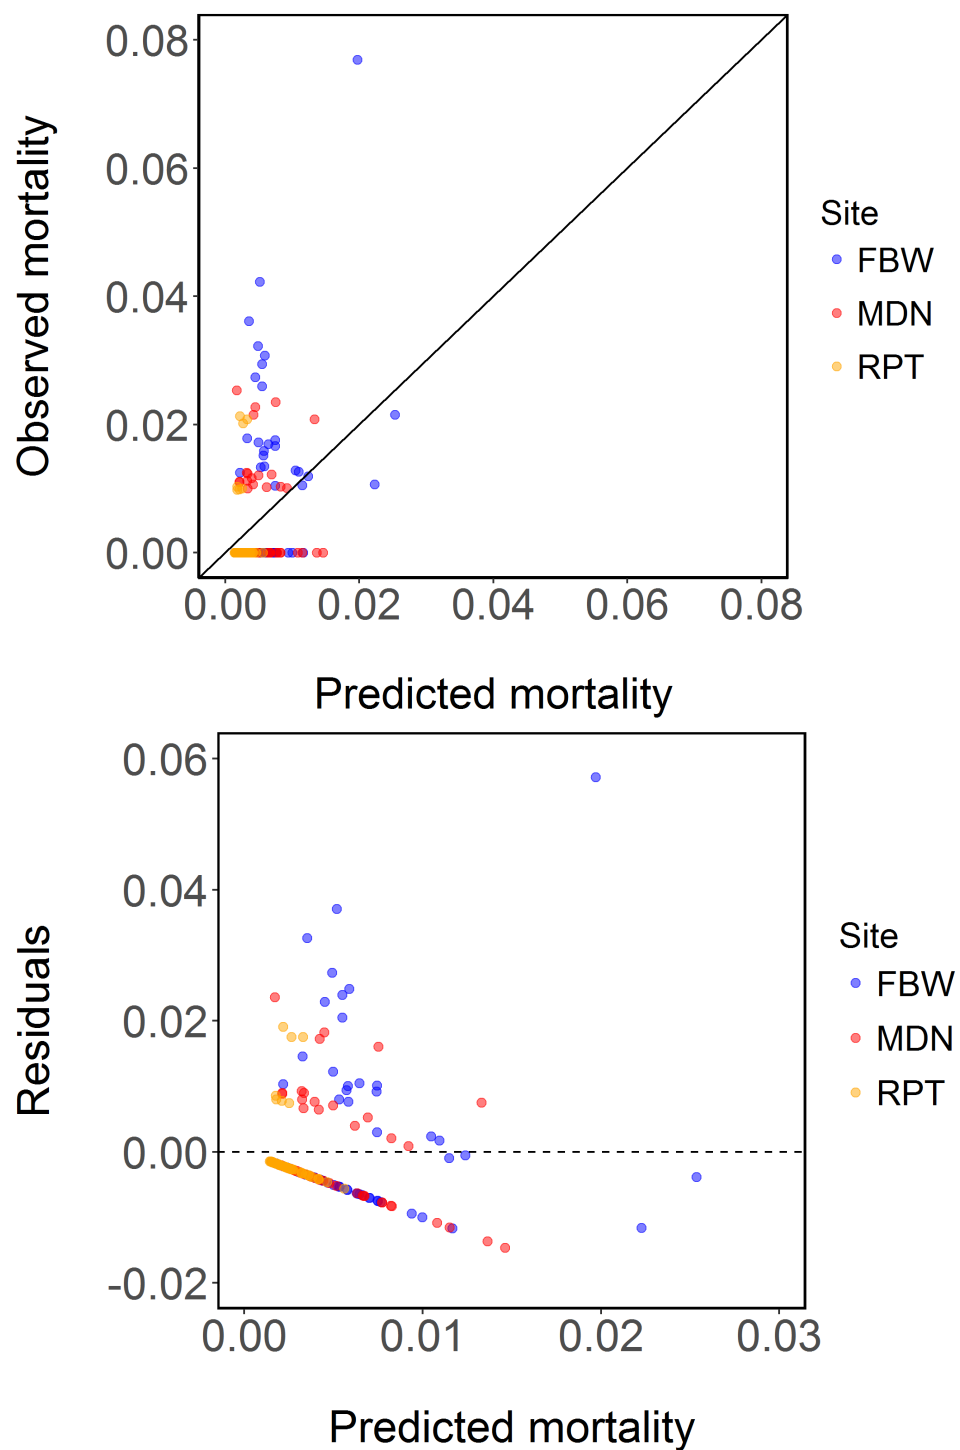 Observed mortality
0.08
0.06
0.04
0.02
0.00
0.00 0.02 0.04 0.06 0.08
Predicted mortality
Site
FBW
MDN
RPT
Residuals
0.06
0.04
0.02
0.00
-0.02
0.00 0.01 0.02 0.03
Predicted mortality
Site
FBW
MDN
RPT